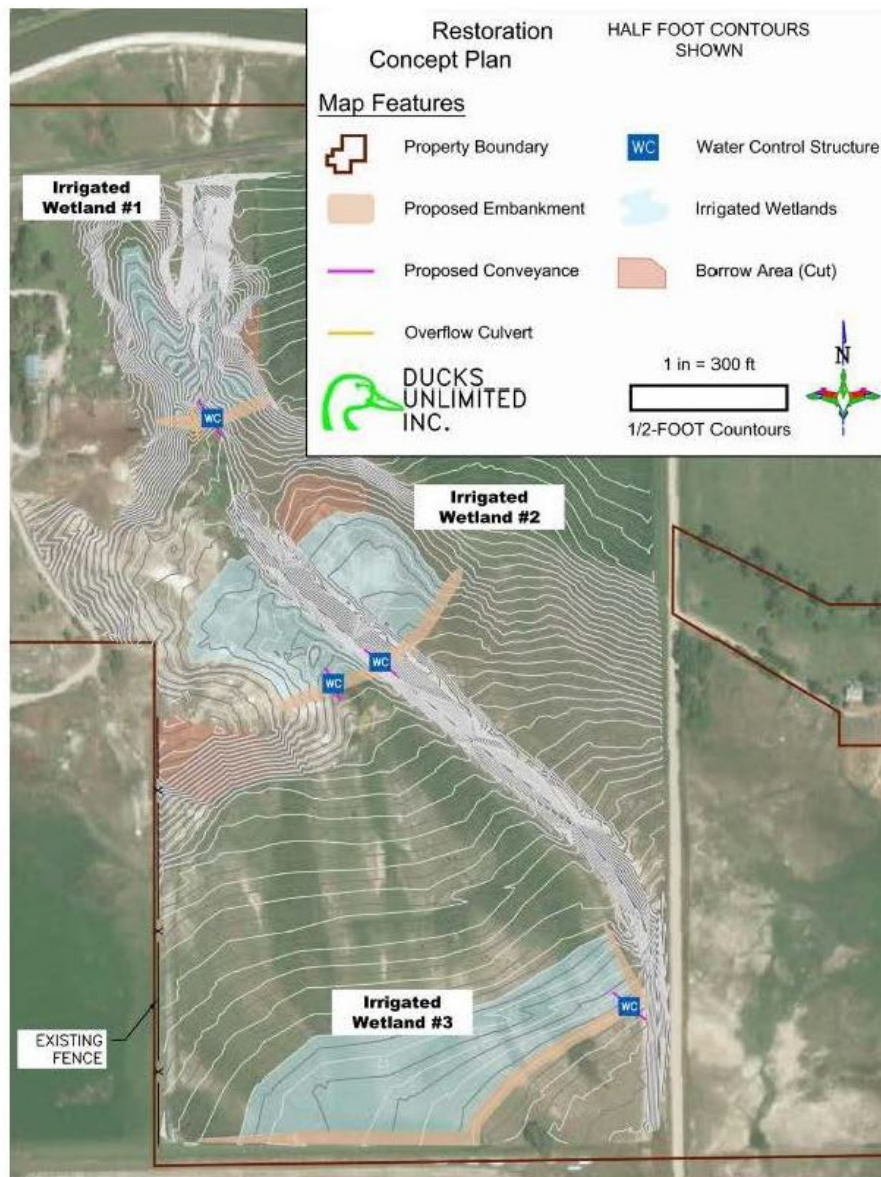 Restoration
Concept Plan
HALF FOOT CONTOURS
SHOWN
Map Features
Property Boundary
WC
Water Control Structure
Proposed Embankment
Irrigated Wetlands
Proposed Conveyance
Borrow Area (Cut)
Overflow Culvert
DUCKS
UNLIMITED
INC.
1 in = 300 ft
1/2-FOOT Countours
N
Irrigated
Wetland #1
WC
Irrigated
Wetland #2
WC
WC
Irrigated
Wetland #3
WC
EXISTING
FENCE